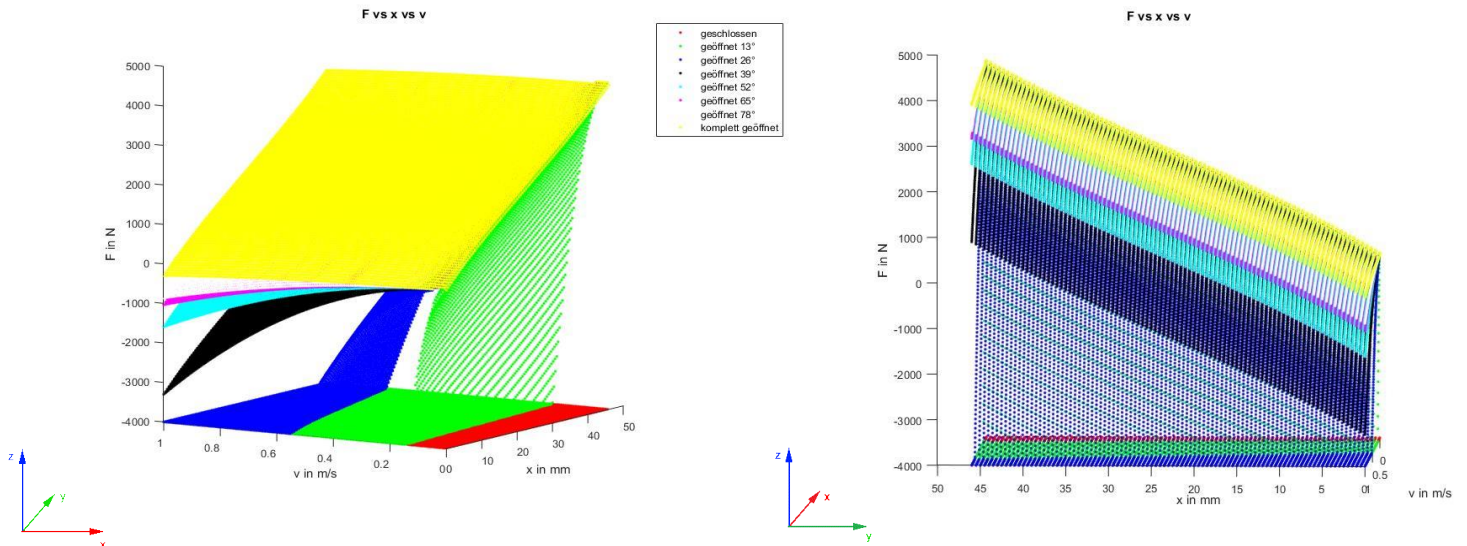 F vs x vs v
5000
4000
3000
2000
1000
0
-1000
-2000
-3000
-4000
F in N
1
0.8
0.6
0.4
0.2
0
v in m/s
0
10
20
30
40
50
x in mm
z
y
x
geschlossen
geöffnet 13°
geöffnet 26°
geöffnet 39°
geöffnet 52°
geöffnet 65°
geöffnet 78°
komplett geöffnet
F vs x vs v
5000
4000
3000
2000
1000
0
-1000
-2000
-3000
-4000
F in N
50
45
40
35
30
25
20
15
10
5
0
x in mm
1
0.5
0
v in m/s
z
x
y